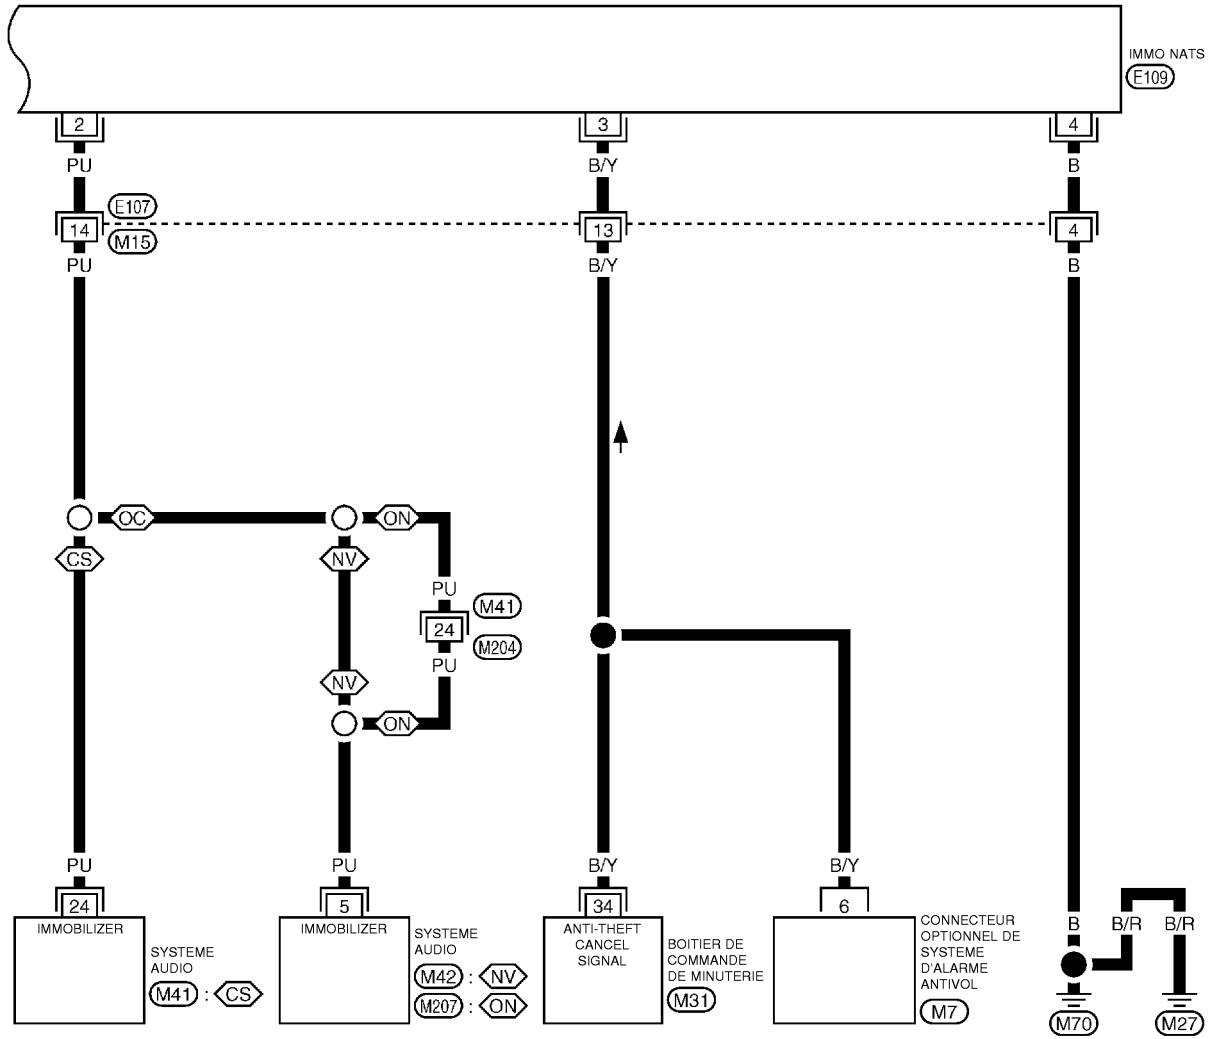 IMMO NATS
E109
2
3
4
PU
B/Y
B
E107
14
13
4
M15
PU
B/Y
B
OC
ON
CS
NV
PU
M41
24
M204
PU
NV
ON
PU
PU
B/Y
B/Y
24
5
34
6
IMMOBILIZER
SYSTEME
AUDIO
M41 : CS
IMMOBILIZER
SYSTEME
AUDIO
M42 : NV
M207 : ON
ANTI-THEFT
CANCEL
SIGNAL
BOITIER DE
COMMANDE
DE MINUTERIE
M31
CONNECTEUR
OPTIONNEL DE
SYSTEME
D'ALARME
ANTIVOL
M7
B
B/R
B/R
M70
M27